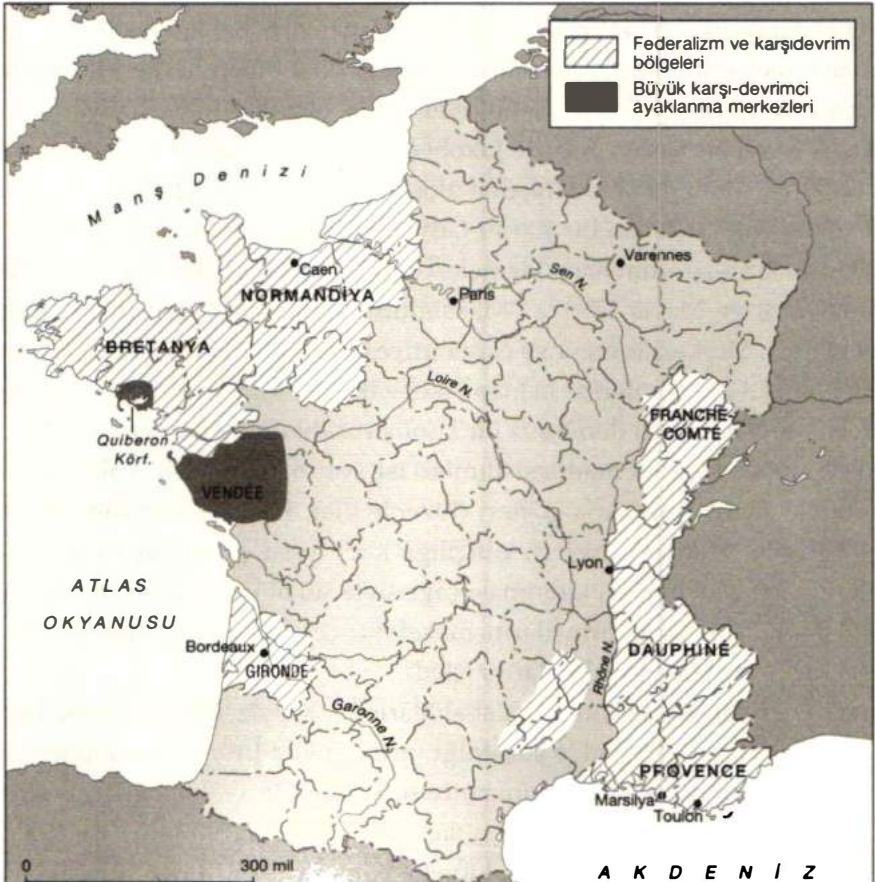 Federalizm ve karşıdevrim
bölgeleri
Büyük karşı-devrimci
ayaklanma merkezleri
Manş Denizi
Caen
NORMANDİYA
Varennes
Sen N.
Paris
BRETANYA
Loire N.
Quiberon
Körf.
FRANCHE-
COMTÉ
VENDÉE
ATLAS
OKYANUSU
Lyon
Bordeaux
GIRONDE
DAUPHINÉ
Rhône N.
Garonne N.
PROVENCE
Marsilya
Toulon
0
300 mil
AKDENİZ